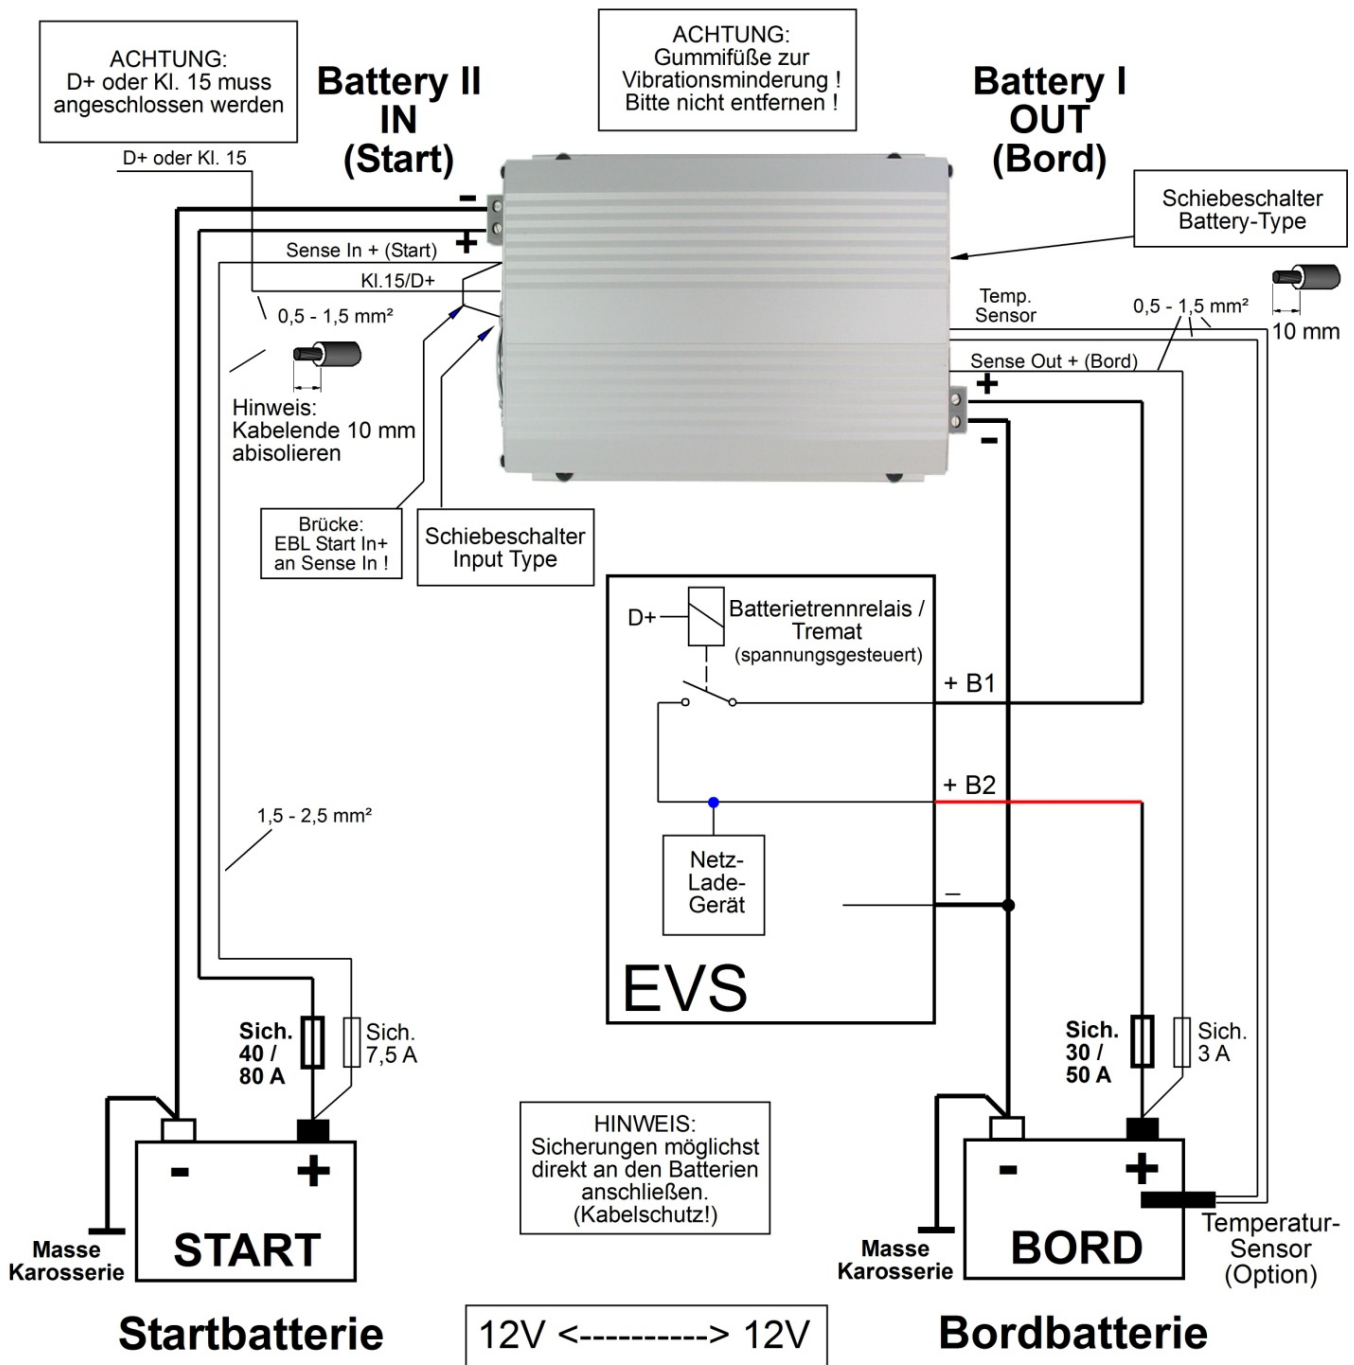 ACHTUNG:
D+ oder Kl. 15 muss
angeschlossen werden
Battery II
IN
(Start)
ACHTUNG:
Gummifüße zur
Vibrationsminderung !
Bitte nicht entfernen !
Battery I
OUT
(Bord)
D+ oder Kl. 15
-
+
Sense In + (Start)
Kl.15/D+
0,5 - 1,5 mm²
Hinweis:
Kabelende 10 mm
abisolieren
Schiebeschalter
Battery-Type
Temp.
Sensor
0,5 - 1,5 mm²
10 mm
Sense Out + (Bord)
+
-
Brücke:
EBL Start In+
an Sense In !
Schiebeschalter
Input Type
D+
Batterietrennrelais /
Tremat
(spannungsgesteuert)
+ B1
+ B2
Netz-
Lade-
Gerät
–
EVS
1,5 - 2,5 mm²
Sich.
40 /
80 A
Sich.
7,5 A
Sich.
30 /
50 A
Sich.
3 A
HINWEIS:
Sicherungen möglichst
direkt an den Batterien
anschließen.
(Kabelschutz!)
- +
START
Masse
Karosserie
- +
BORD
Masse
Karosserie
Temperatur-
Sensor
(Option)
Startbatterie
12V <----------> 12V
Bordbatterie